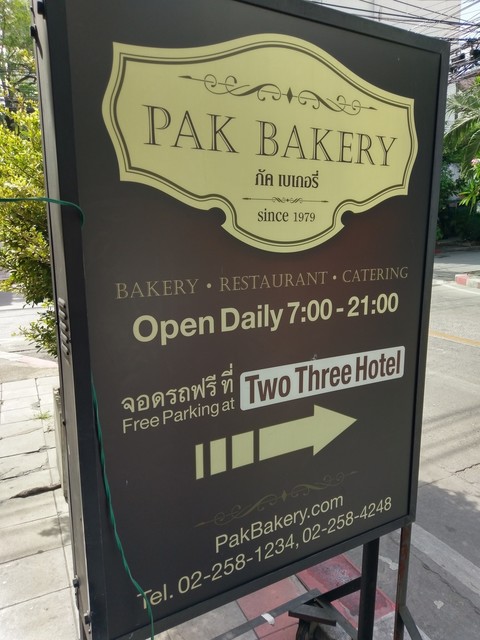 PAK BAKERY
ภัค เบเกอรี่
since 1979
BAKERY • RESTAURANT • CATERING
Open Daily 7:00 - 21:00
จอดรถฟรี ที่
Free Parking at Two Three Hotel
PakBakery.com
Tel. 02-258-1234, 02-258-4248